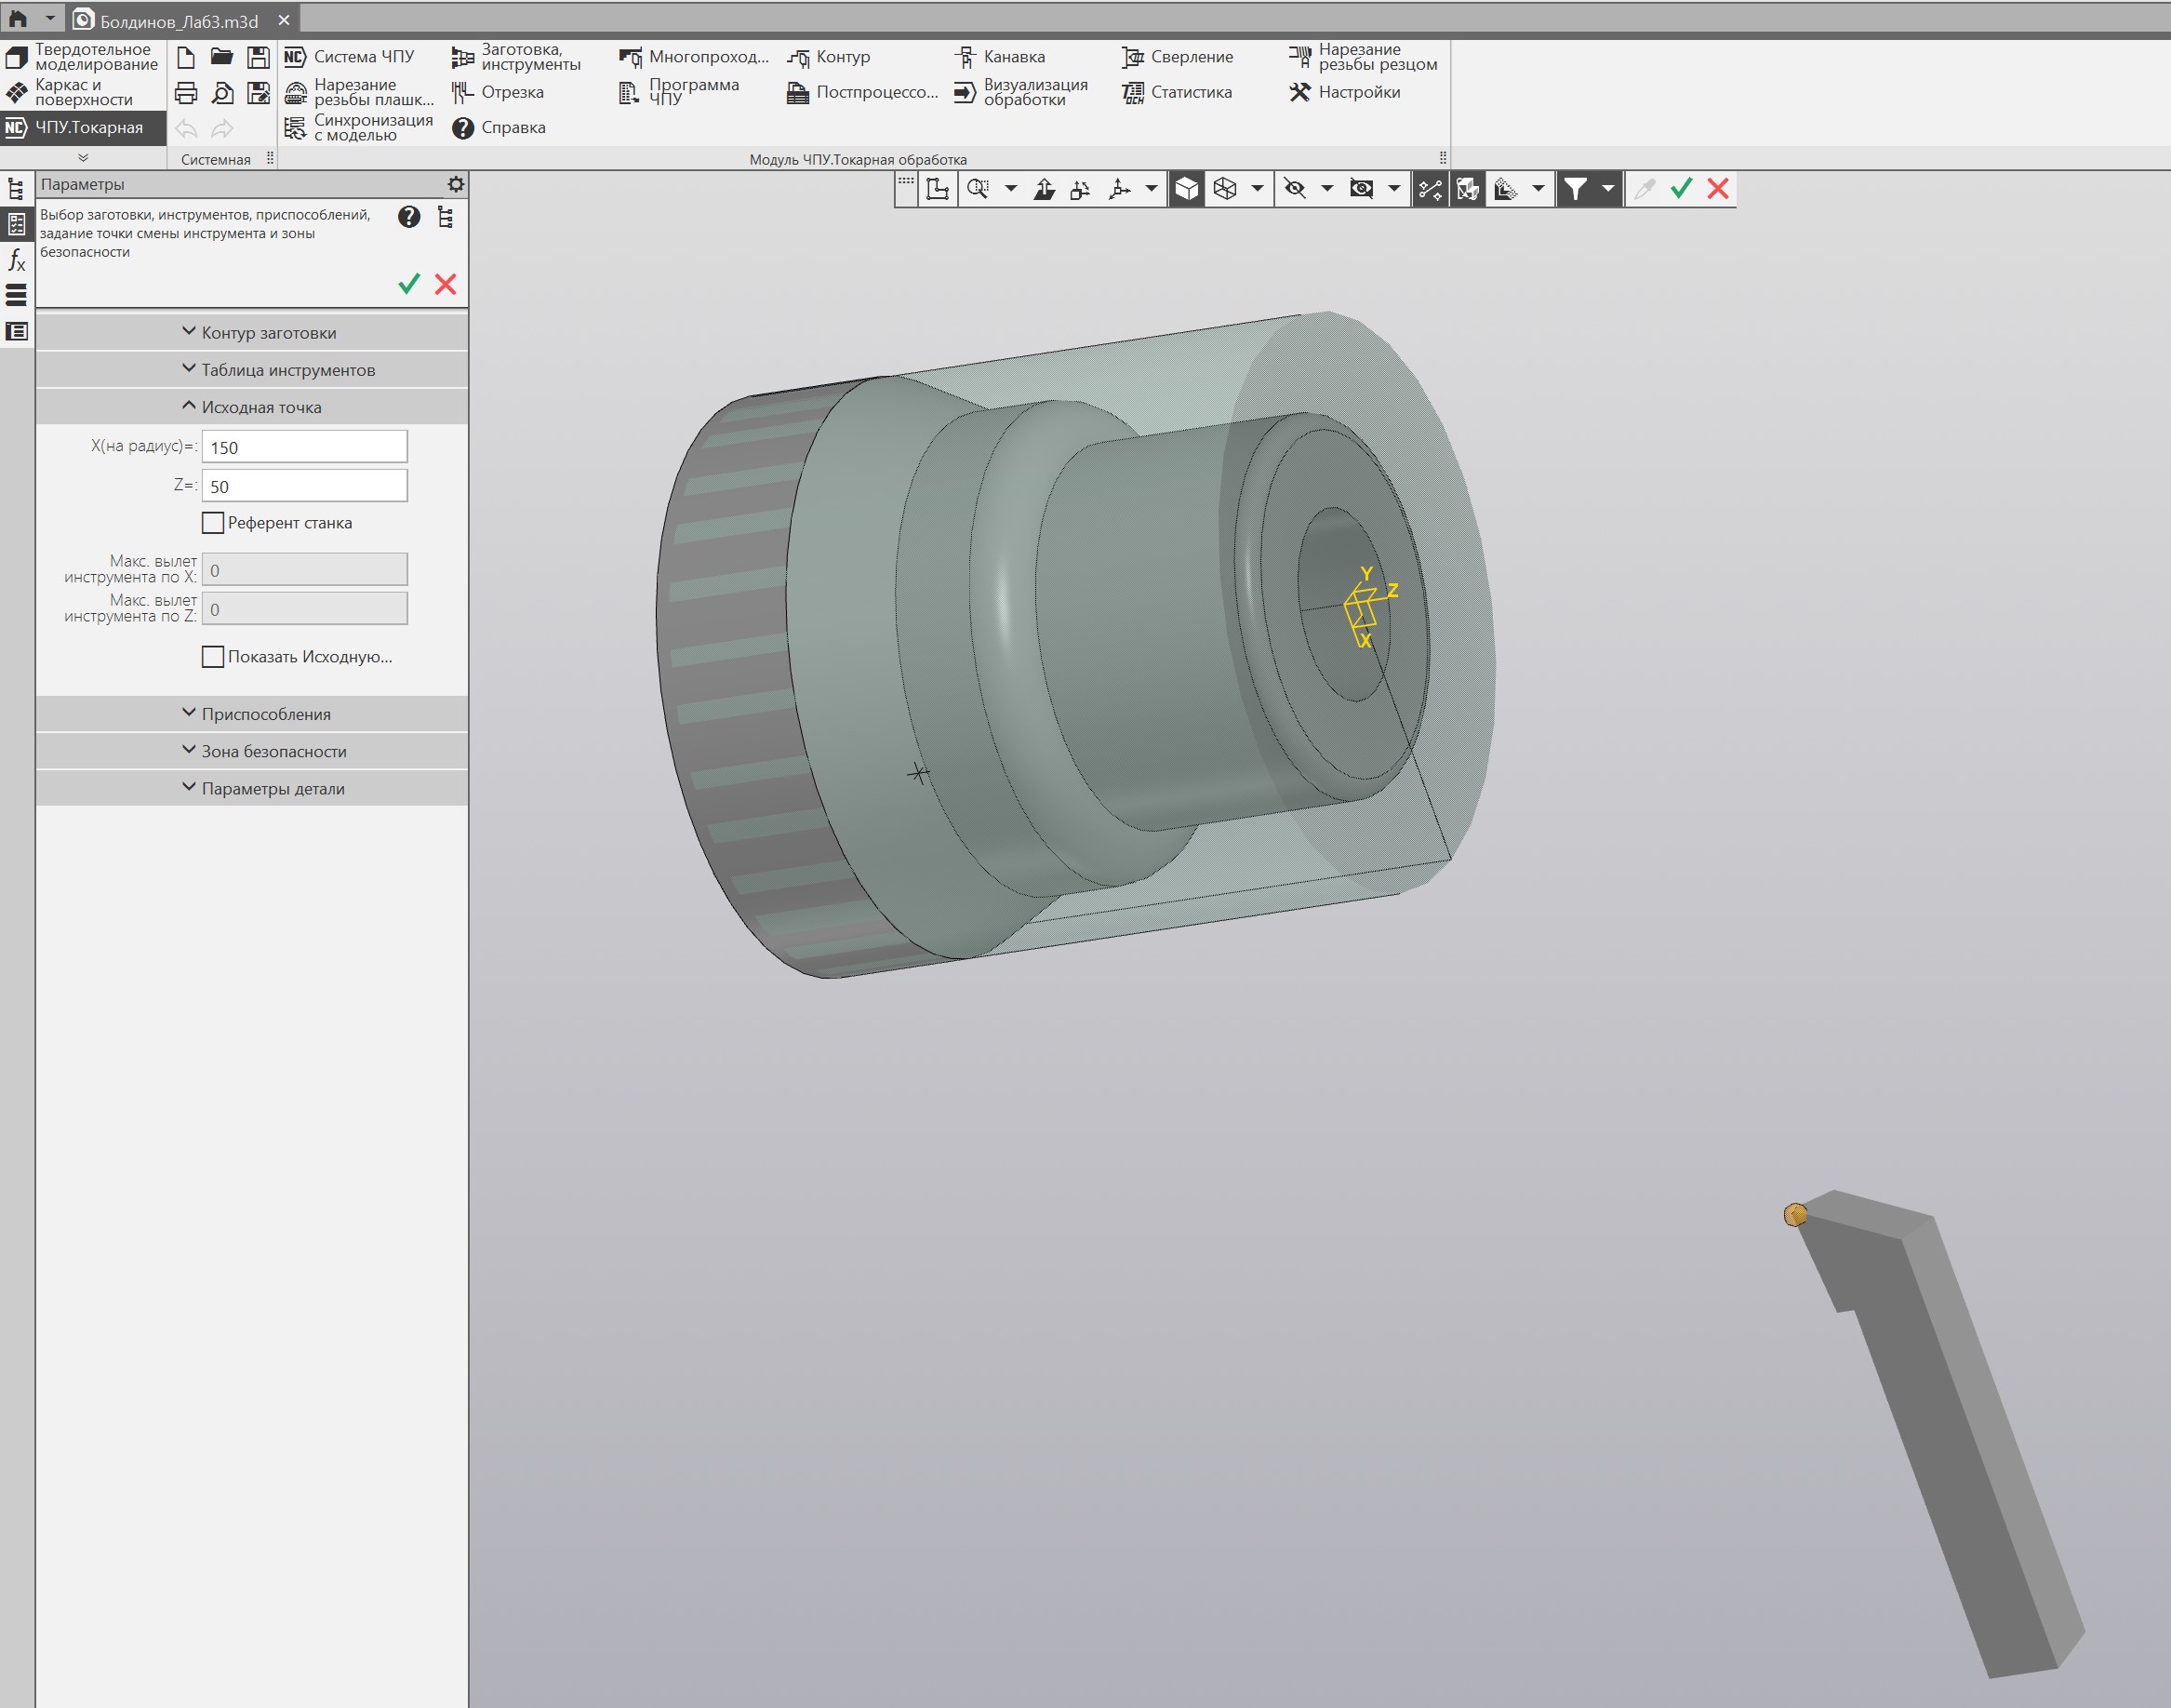 Болдинов_Лаб3.m3d
Твердотельное
моделирование
Каркас и
поверхности
NC ЧПУ.Токарная
Системная
NC Система ЧПУ
Заготовка,
инструменты
Многопроход...
Контур
Канавка
Сверление
Нарезание
резьбы резцом
Нарезание
резьбы плашк...
Отрезка
Программа
ЧПУ
Постпроцессо...
Визуализация
обработки
Статистика
Настройки
Синхронизация
с моделью
Справка
Модуль ЧПУ.Токарная обработка
Параметры
Выбор заготовки, инструментов, приспособлений,
задание точки смены инструмента и зоны
безопасности
Контур заготовки
Таблица инструментов
Исходная точка
X(на радиус)=: 150
Z=: 50
Референт станка
Макс. вылет
инструмента по X: 0
Макс. вылет
инструмента по Z: 0
Показать Исходную...
Приспособления
Зона безопасности
Параметры детали
Y
Z
X